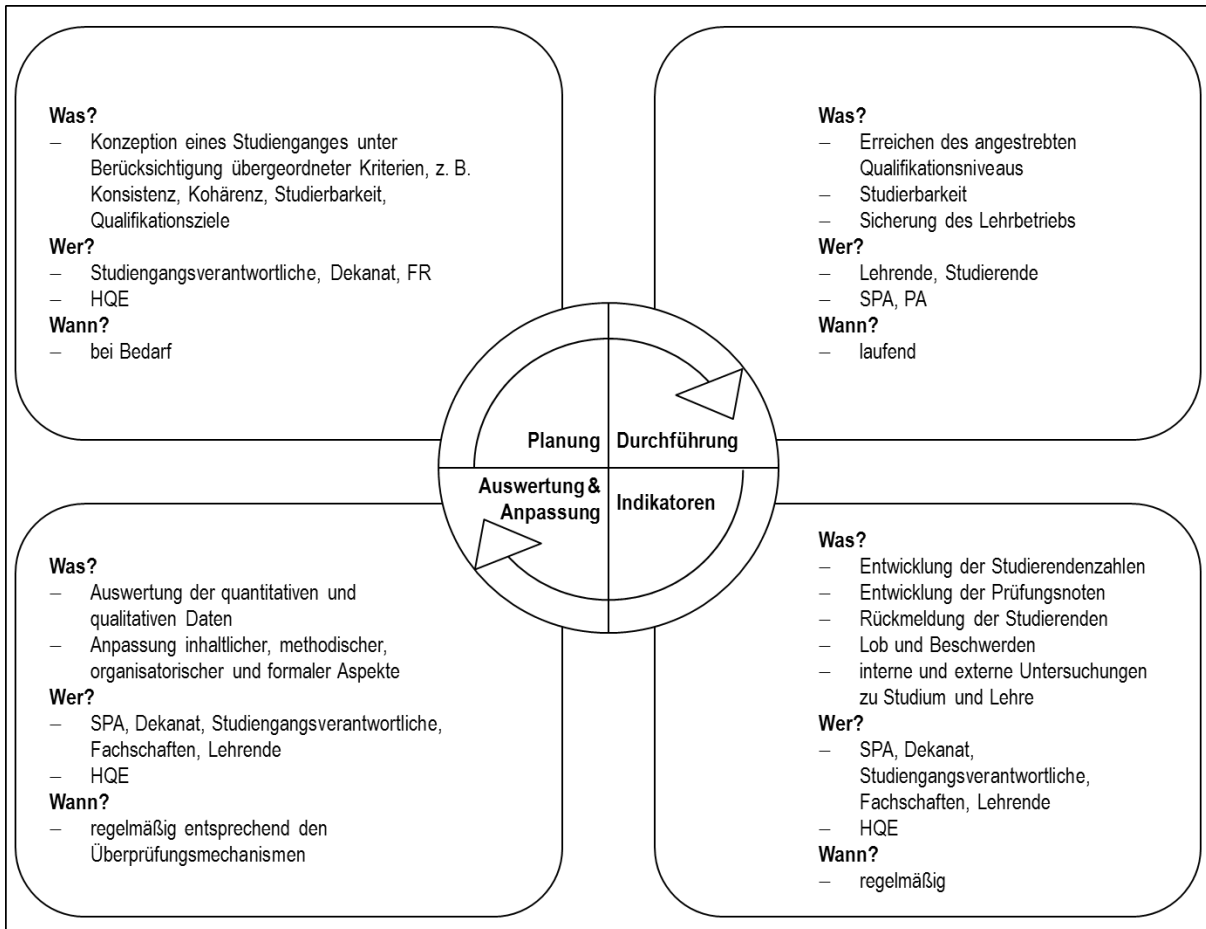 Was?
– Konzeption eines Studienganges unter
Berücksichtigung übergeordneter Kriterien, z. B.
Konsistenz, Kohärenz, Studierbarkeit,
Qualifikationsziele
Wer?
– Studiengangsverantwortliche, Dekanat, FR
– HQE
Wann?
– bei Bedarf
Was?
– Erreichen des angestrebten
Qualifikationsniveaus
– Studierbarkeit
– Sicherung des Lehrbetriebs
Wer?
– Lehrende, Studierende
– SPA, PA
Wann?
– laufend
Planung
Durchführung
Auswertung &
Anpassung
Indikatoren
Was?
– Auswertung der quantitativen und
qualitativen Daten
– Anpassung inhaltlicher, methodischer,
organisatorischer und formaler Aspekte
Wer?
– SPA, Dekanat, Studiengangsverantwortliche,
Fachschaften, Lehrende
– HQE
Wann?
– regelmäßig entsprechend den
Überprüfungsmechanismen
Was?
– Entwicklung der Studierendenzahlen
– Entwicklung der Prüfungsnoten
– Rückmeldung der Studierenden
– Lob und Beschwerden
– interne und externe Untersuchungen
zu Studium und Lehre
Wer?
– SPA, Dekanat,
Studiengangsverantwortliche,
Fachschaften, Lehrende
– HQE
Wann?
– regelmäßig